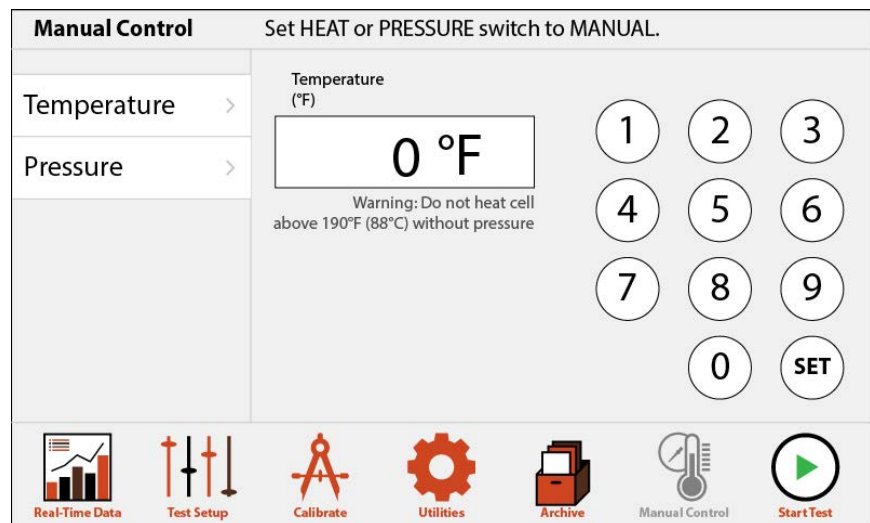 Manual Control
Set HEAT or PRESSURE switch to MANUAL.
Temperature
Pressure
Temperature
(°F)
0 °F
Warning: Do not heat cell
above 190°F (88°C) without pressure
1 2 3
4 5 6
7 8 9
0 SET
Real-Time Data
Test Setup
Calibrate
Utilities
Archive
Manual Control
Start Test